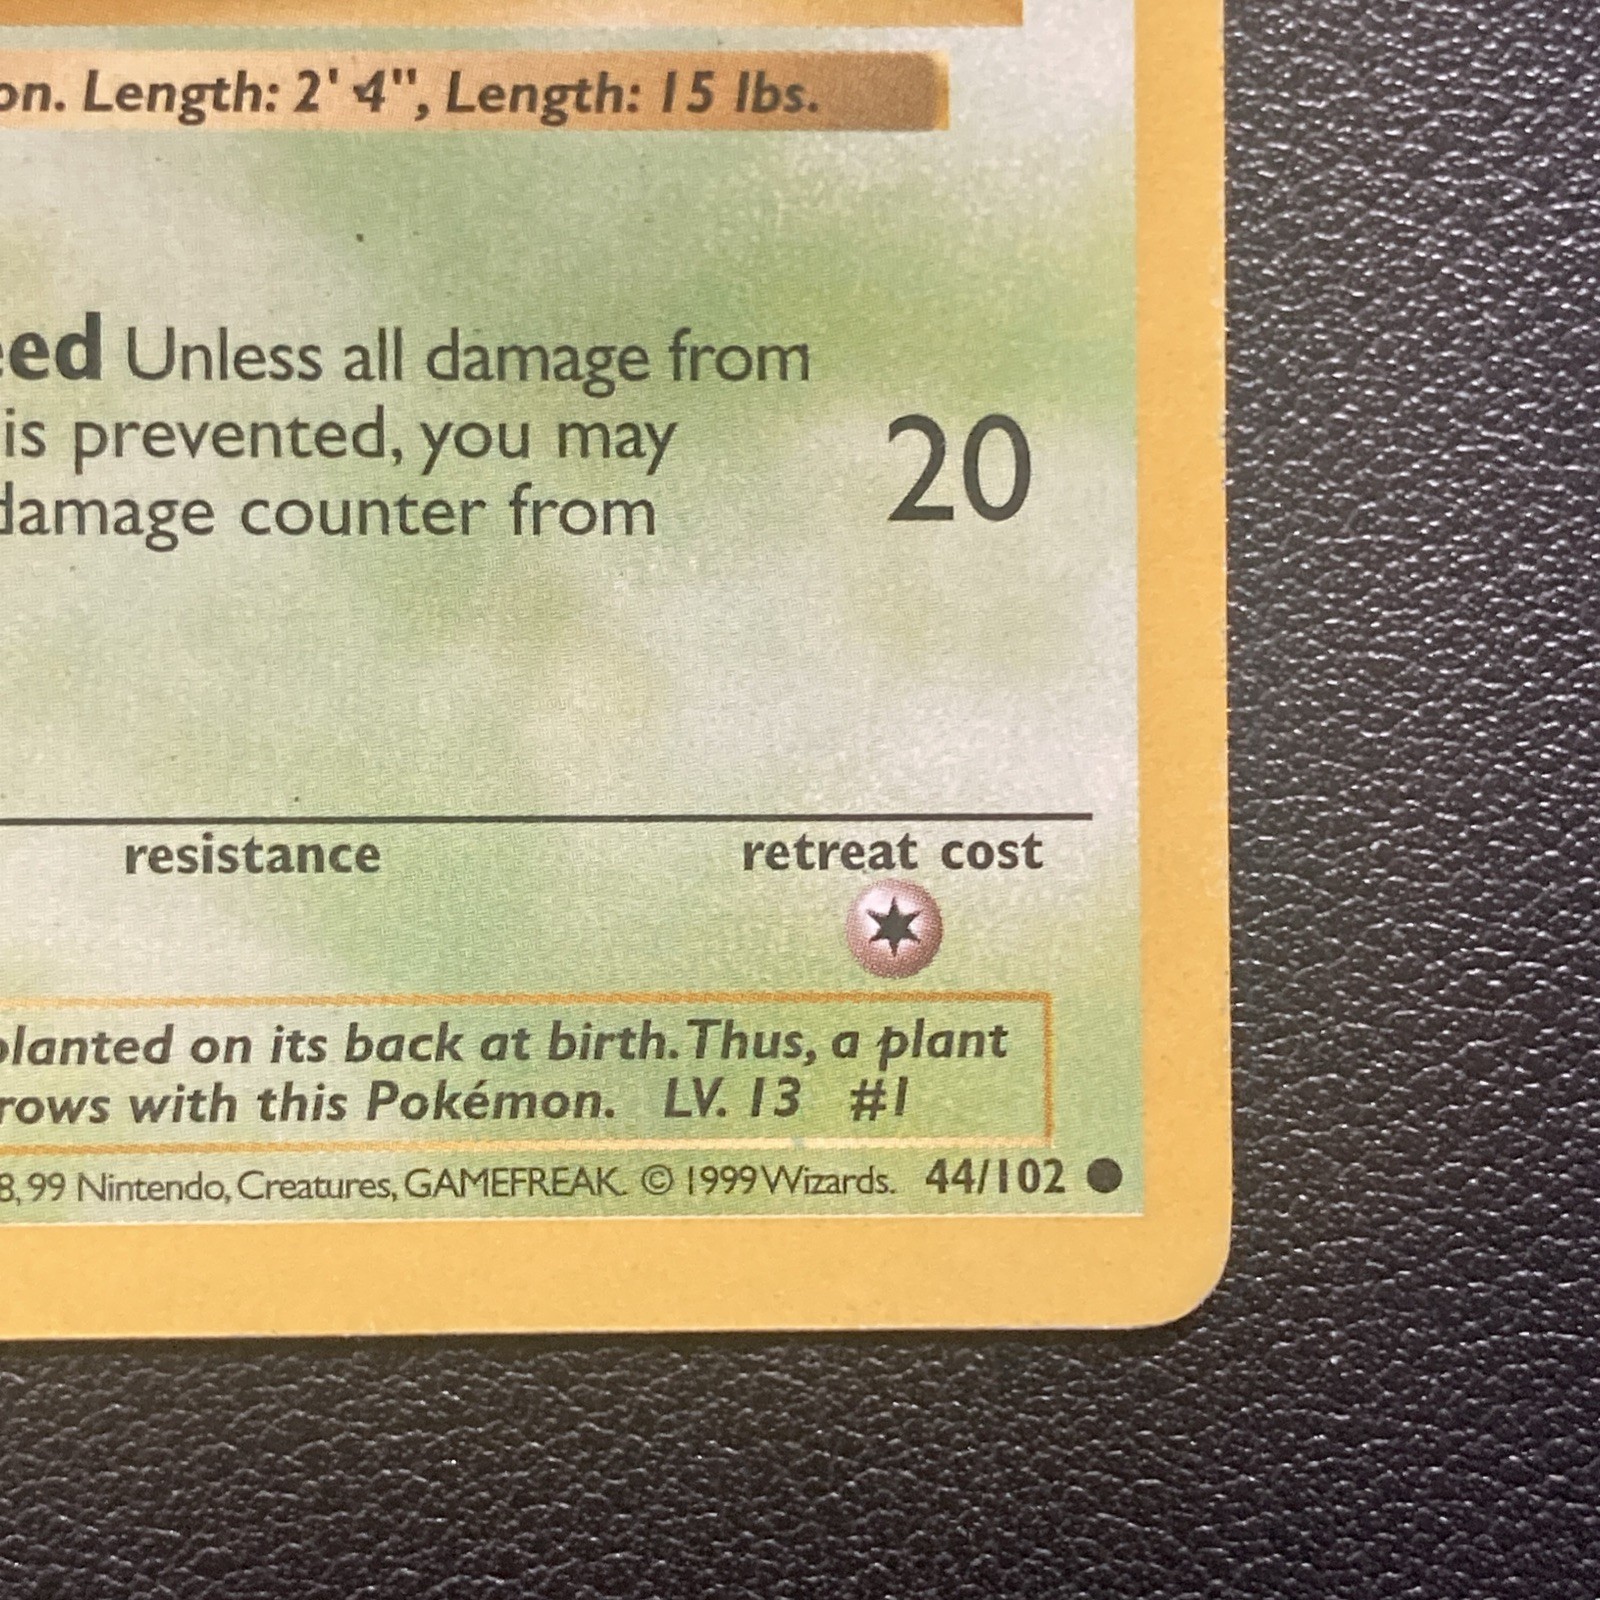 on. Length: 2' 4", Length: 15 lbs.
eed Unless all damage from
is prevented, you may
damage counter from
20
resistance
retreat cost
planted on its back at birth. Thus, a plant
rows with this Pokémon. LV. 13 #1
8, 99 Nintendo, Creatures, GAMEFREAK. © 1999 Wizards. 44/102